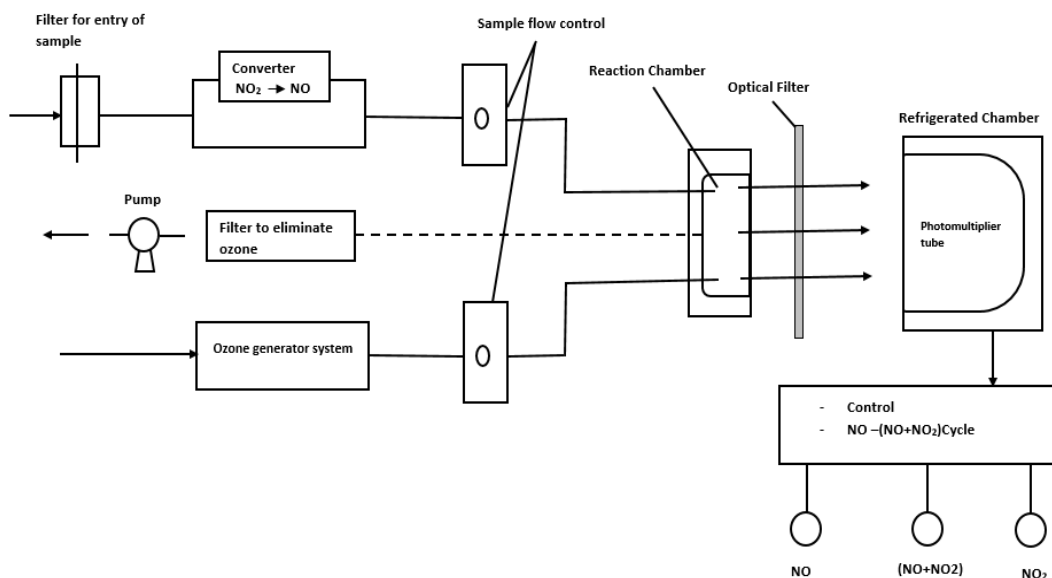 Filter for entry of
sample
Sample flow control
Converter
NO₂ → NO
Reaction Chamber
Optical Filter
Refrigerated Chamber
Pump
Filter to eliminate
ozone
Photomultiplier
tube
Ozone generator system
- Control
- NO –(NO+NO₂)Cycle
NO
(NO+NO2)
NO₂